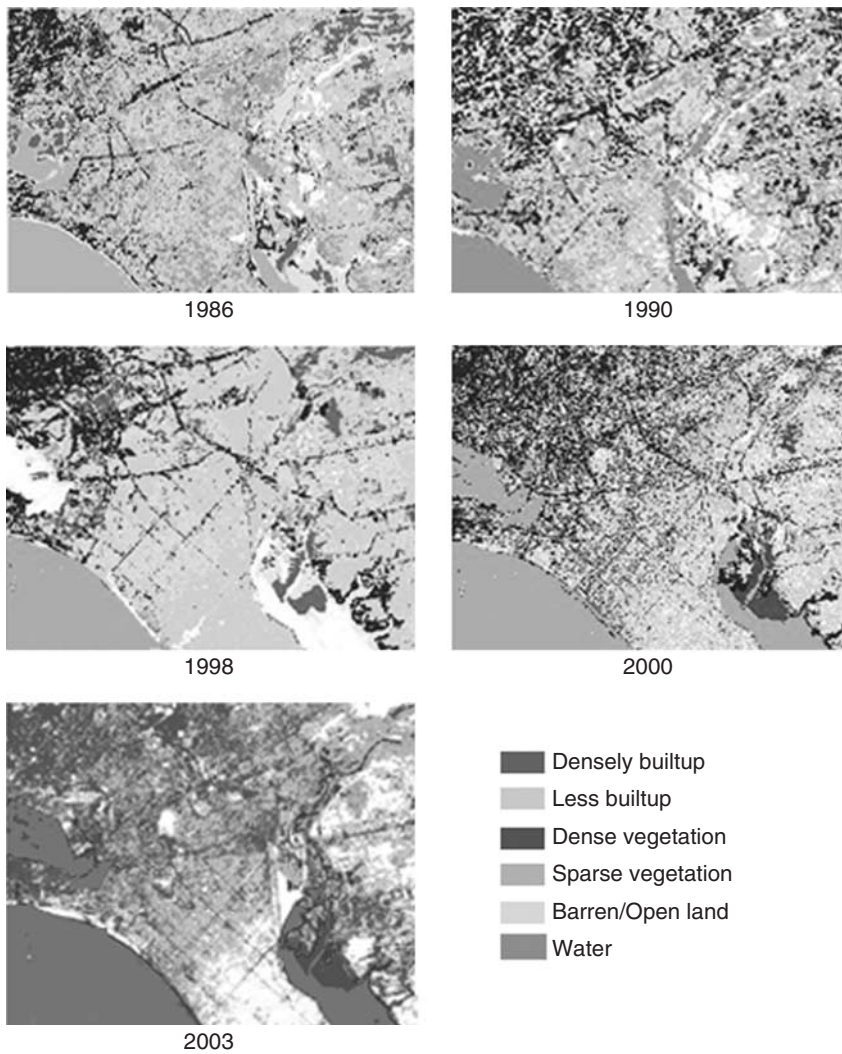 1986
1990
1998
2000
2003
Densely builtup
Less builtup
Dense vegetation
Sparse vegetation
Barren/Open land
Water